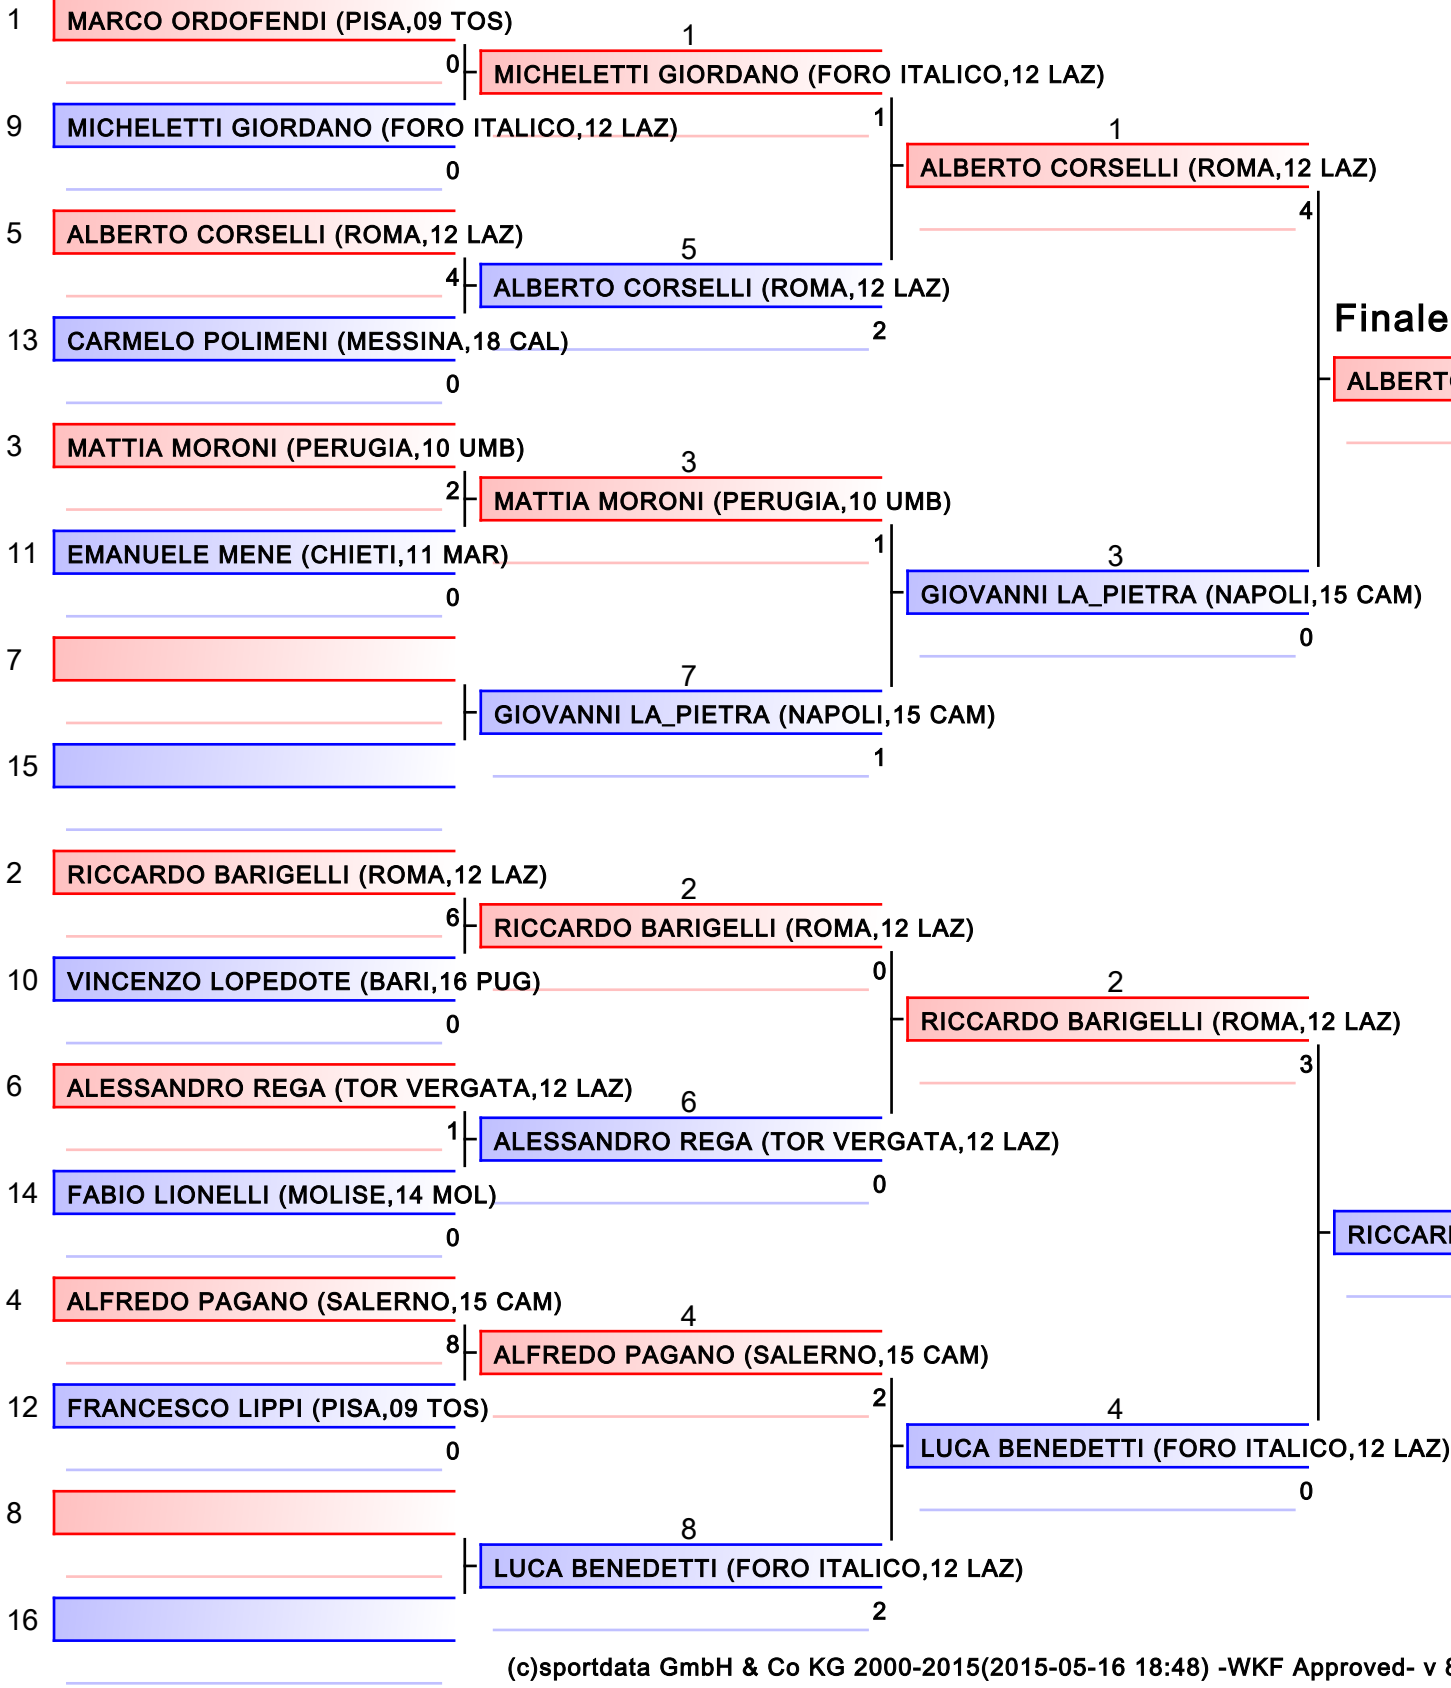 1 MARCO ORDOFENDI (PISA,09 TOS)
0
9 MICHELETTI GIORDANO (FORO ITALICO,12 LAZ)
0
5 ALBERTO CORSELLI (ROMA,12 LAZ)
4
13 CARMELO POLIMENI (MESSINA,18 CAL)
0
3 MATTIA MORONI (PERUGIA,10 UMB)
2
11 EMANUELE MENE (CHIETI,11 MAR)
0
7
15
2 RICCARDO BARIGELLI (ROMA,12 LAZ)
6
10 VINCENZO LOPEDOTE (BARI,16 PUG)
0
6 ALESSANDRO REGA (TOR VERGATA,12 LAZ)
1
14 FABIO LIONELLI (MOLISE,14 MOL)
0
4 ALFREDO PAGANO (SALERNO,15 CAM)
8
12 FRANCESCO LIPPI (PISA,09 TOS)
0
8
16
1
MICHELETTI GIORDANO (FORO ITALICO,12 LAZ)
1
5
ALBERTO CORSELLI (ROMA,12 LAZ)
2
3
MATTIA MORONI (PERUGIA,10 UMB)
1
7
GIOVANNI LA_PIETRA (NAPOLI,15 CAM)
1
2
RICCARDO BARIGELLI (ROMA,12 LAZ)
0
6
ALESSANDRO REGA (TOR VERGATA,12 LAZ)
0
4
ALFREDO PAGANO (SALERNO,15 CAM)
2
8
LUCA BENEDETTI (FORO ITALICO,12 LAZ)
2
1
ALBERTO CORSELLI (ROMA,12 LAZ)
4
3
GIOVANNI LA_PIETRA (NAPOLI,15 CAM)
0
2
RICCARDO BARIGELLI (ROMA,12 LAZ)
3
4
LUCA BENEDETTI (FORO ITALICO,12 LAZ)
0
Finale
(c)sportdata GmbH & Co KG 2000-2015(2015-05-16 18:48) -WKF Approved- v